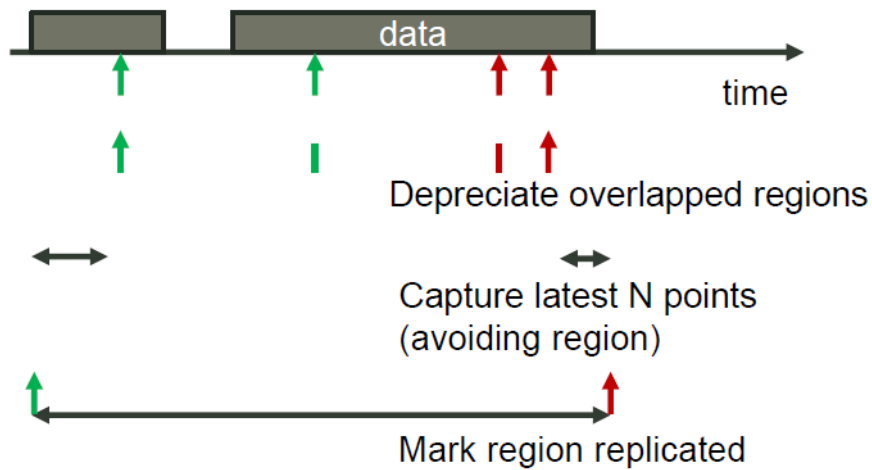 data
time
Depreciate overlapped regions
Capture latest N points
(avoiding region)
Mark region replicated